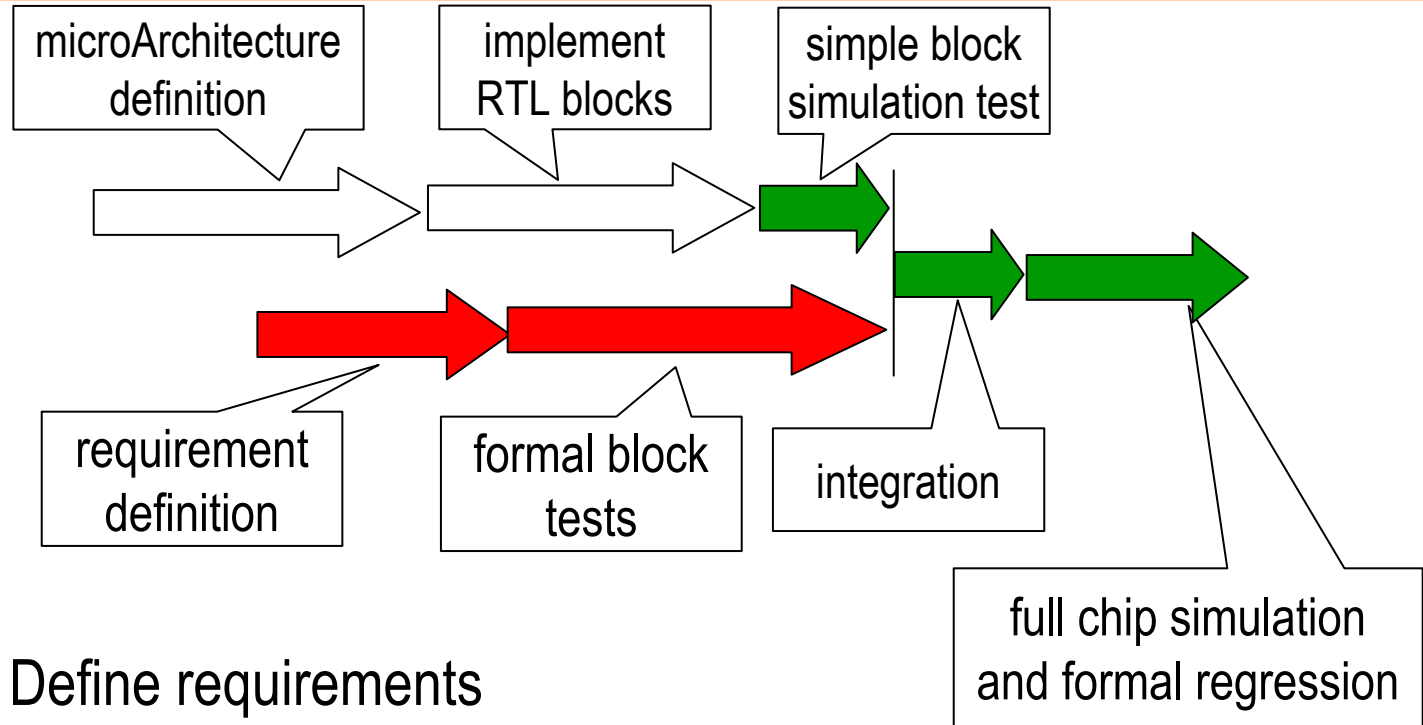 microArchitecture
definition
implement
RTL blocks
simple block
simulation test
requirement
definition
formal block
tests
integration
full chip simulation
and formal regression
Define requirements